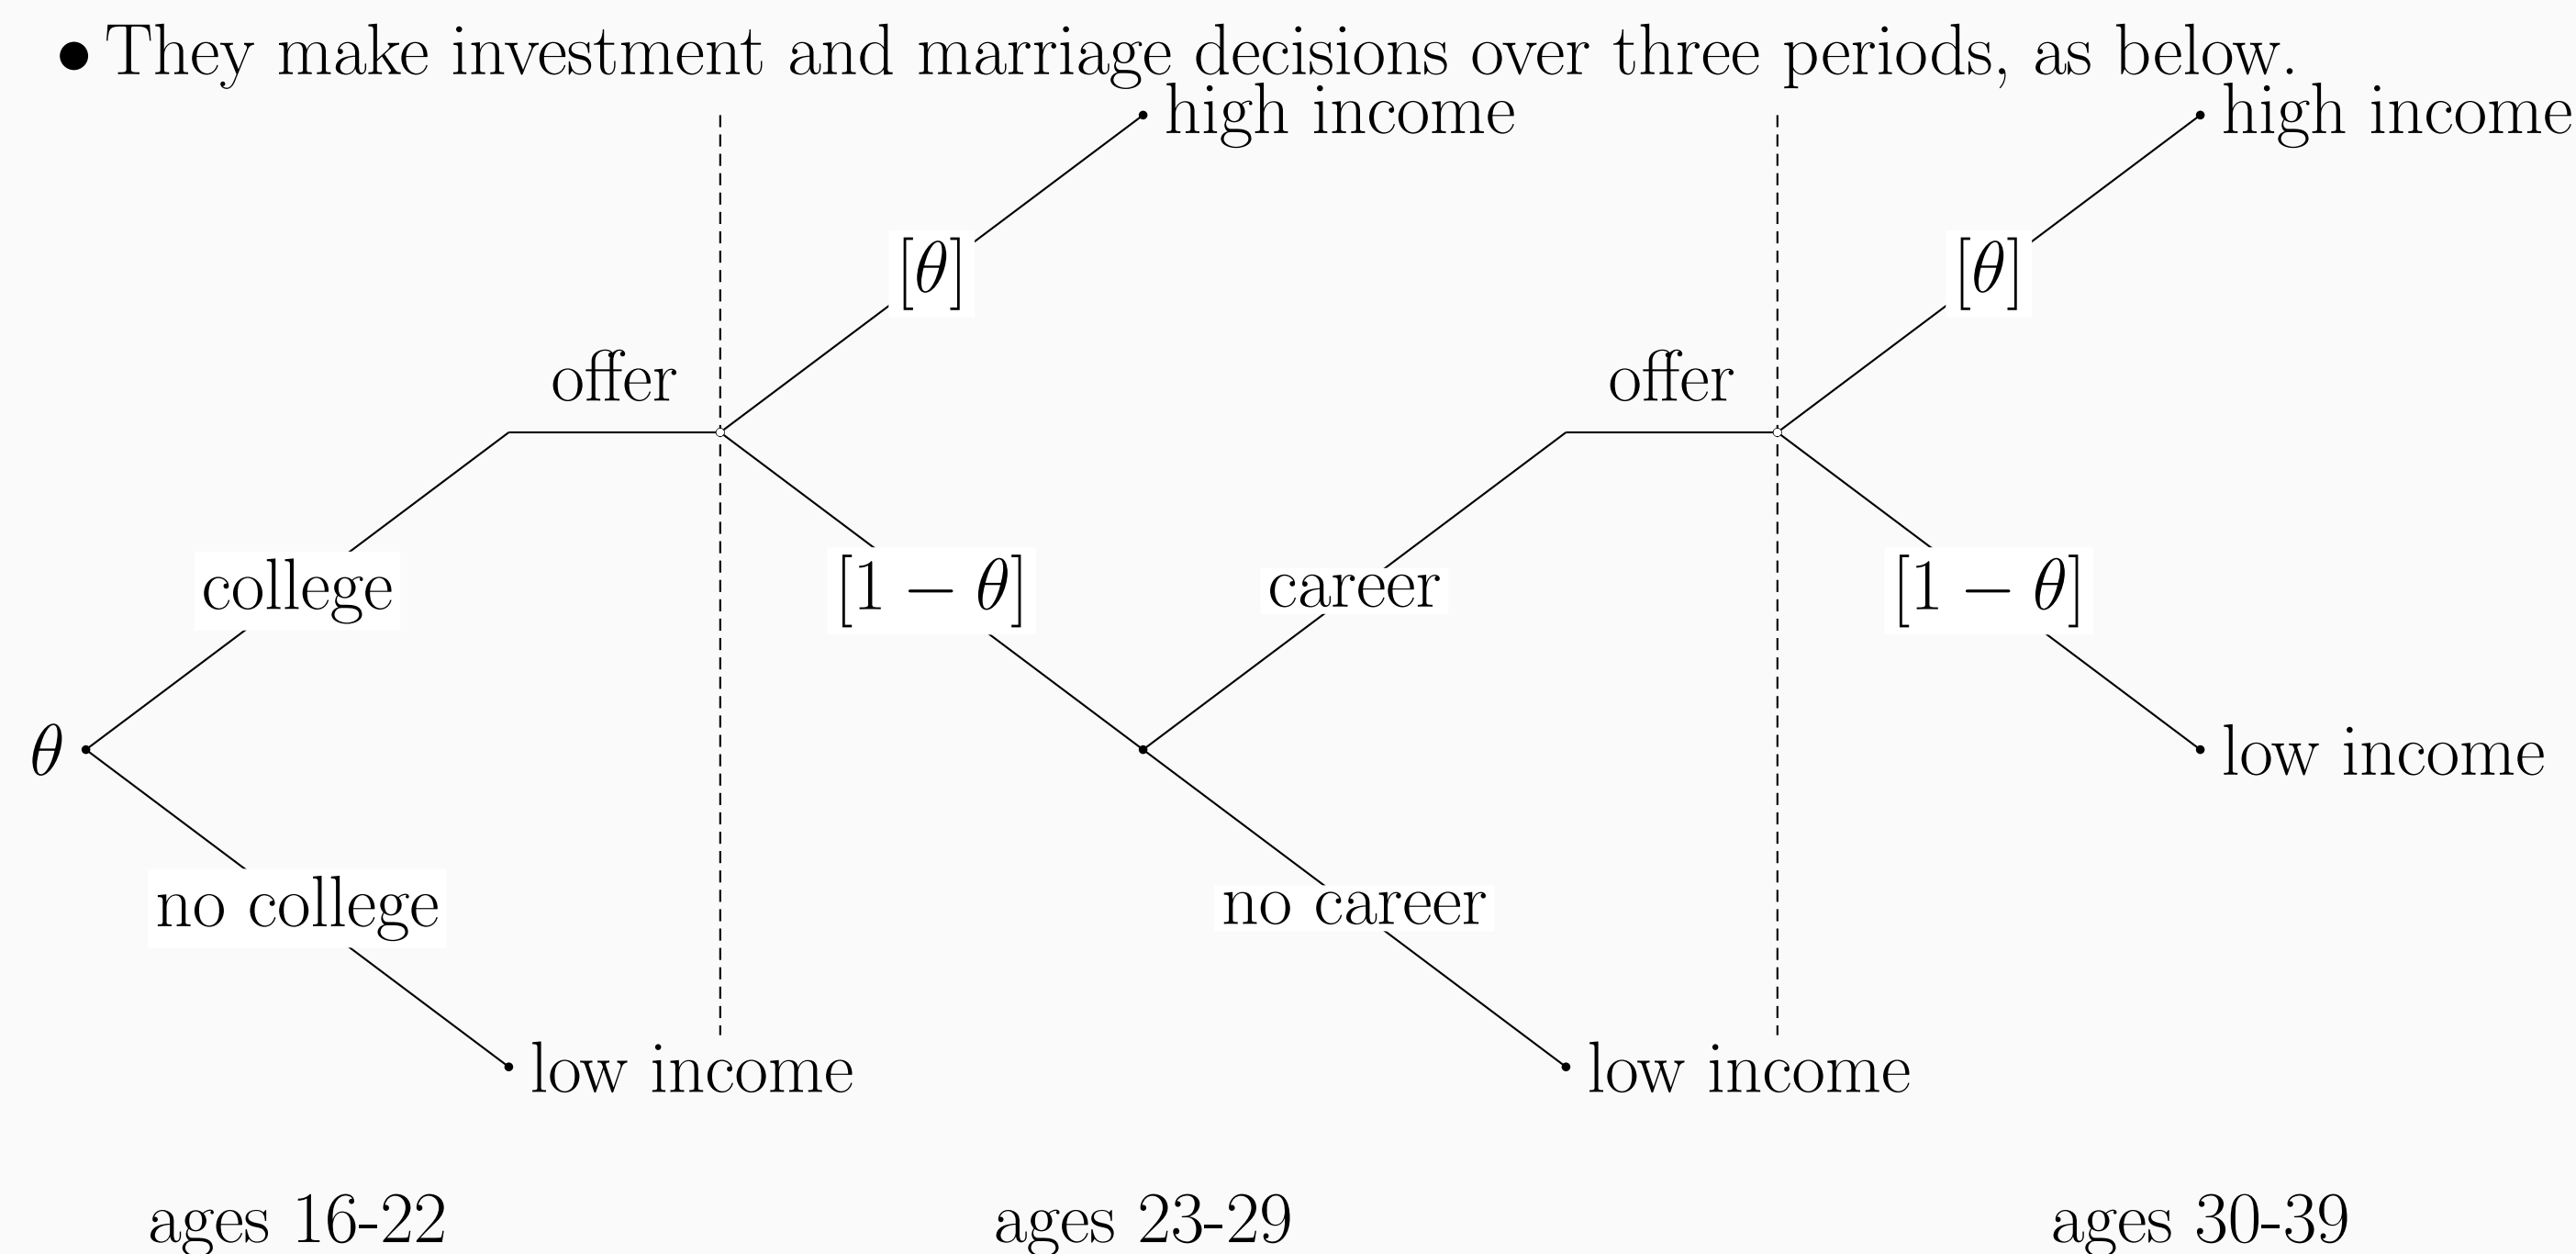 • They make investment and marriage decisions over three periods, as below.
high income
high income
[θ]
[θ]
offer
offer
college
[1 − θ]
career
[1 − θ]
θ
low income
no college
no career
low income
low income
ages 16-22
ages 23-29
ages 30-39